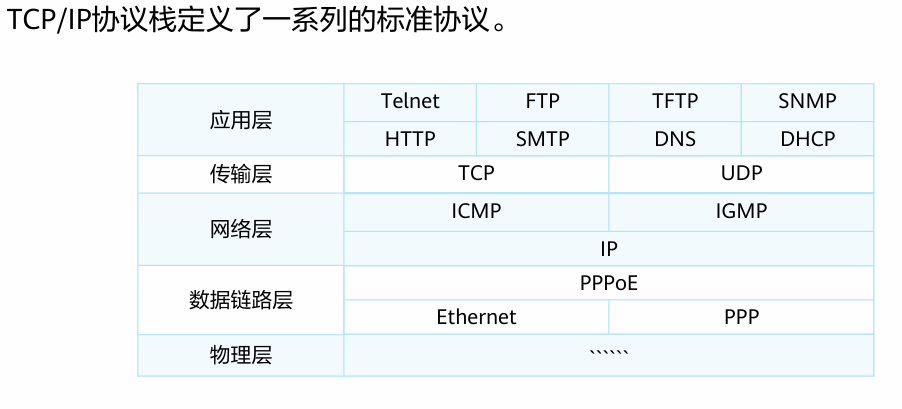 TCP/IP协议栈定义了一系列的标准协议。
应用层
Telnet FTP TFTP SNMP
HTTP SMTP DNS DHCP
传输层 TCP UDP
网络层
ICMP IGMP
IP
数据链路层
PPPoE
Ethernet PPP
物理层 ``````